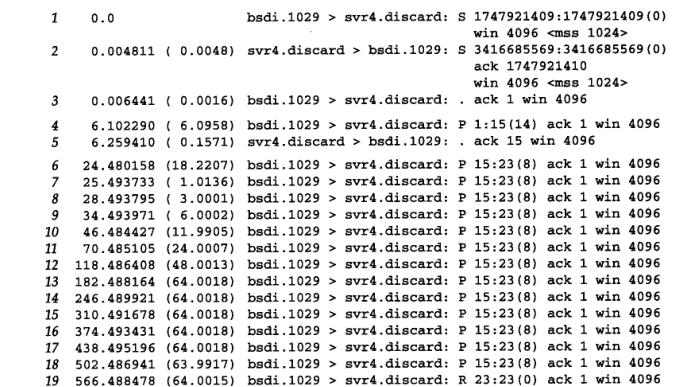 1 0.0 bsdi.1029 > svr4.discard: S 1747921409:1747921409(0)
win 4096 <mss 1024>
2 0.004811 ( 0.0048) svr4.discard > bsdi.1029: S 3416685569:3416685569(0)
ack 1747921410
win 4096 <mss 1024>
3 0.006441 ( 0.0016) bsdi.1029 > svr4.discard: . ack 1 win 4096
4 6.102290 ( 6.0958) bsdi.1029 > svr4.discard: P 1:15(14) ack 1 win 4096
5 6.259410 ( 0.1571) svr4.discard > bsdi.1029: . ack 15 win 4096
6 24.480158 (18.2207) bsdi.1029 > svr4.discard: P 15:23(8) ack 1 win 4096
7 25.493733 ( 1.0136) bsdi.1029 > svr4.discard: P 15:23(8) ack 1 win 4096
8 28.493795 ( 3.0001) bsdi.1029 > svr4.discard: P 15:23(8) ack 1 win 4096
9 34.493971 ( 6.0002) bsdi.1029 > svr4.discard: P 15:23(8) ack 1 win 4096
10 46.484427 (11.9905) bsdi.1029 > svr4.discard: P 15:23(8) ack 1 win 4096
11 70.485105 (24.0007) bsdi.1029 > svr4.discard: P 15:23(8) ack 1 win 4096
12 118.486408 (48.0013) bsdi.1029 > svr4.discard: P 15:23(8) ack 1 win 4096
13 182.488164 (64.0018) bsdi.1029 > svr4.discard: P 15:23(8) ack 1 win 4096
14 246.489921 (64.0018) bsdi.1029 > svr4.discard: P 15:23(8) ack 1 win 4096
15 310.491678 (64.0018) bsdi.1029 > svr4.discard: P 15:23(8) ack 1 win 4096
16 374.493431 (64.0018) bsdi.1029 > svr4.discard: P 15:23(8) ack 1 win 4096
17 438.495196 (64.0018) bsdi.1029 > svr4.discard: P 15:23(8) ack 1 win 4096
18 502.486941 (63.9917) bsdi.1029 > svr4.discard: P 15:23(8) ack 1 win 4096
19 566.488478 (64.0015) bsdi.1029 > svr4.discard: R 23:23(0) ack 1 win 4096